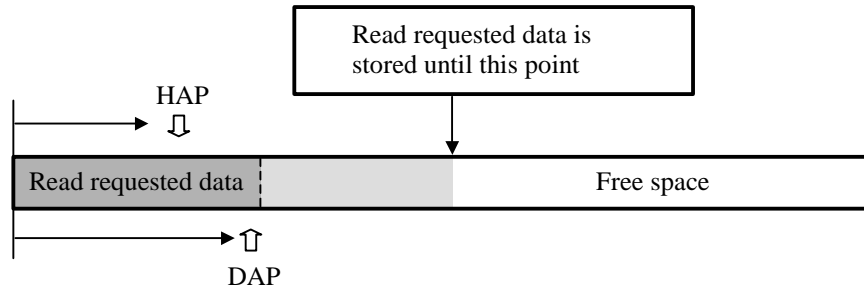 Read requested data is
stored until this point
HAP
Read requested data
Free space
DAP